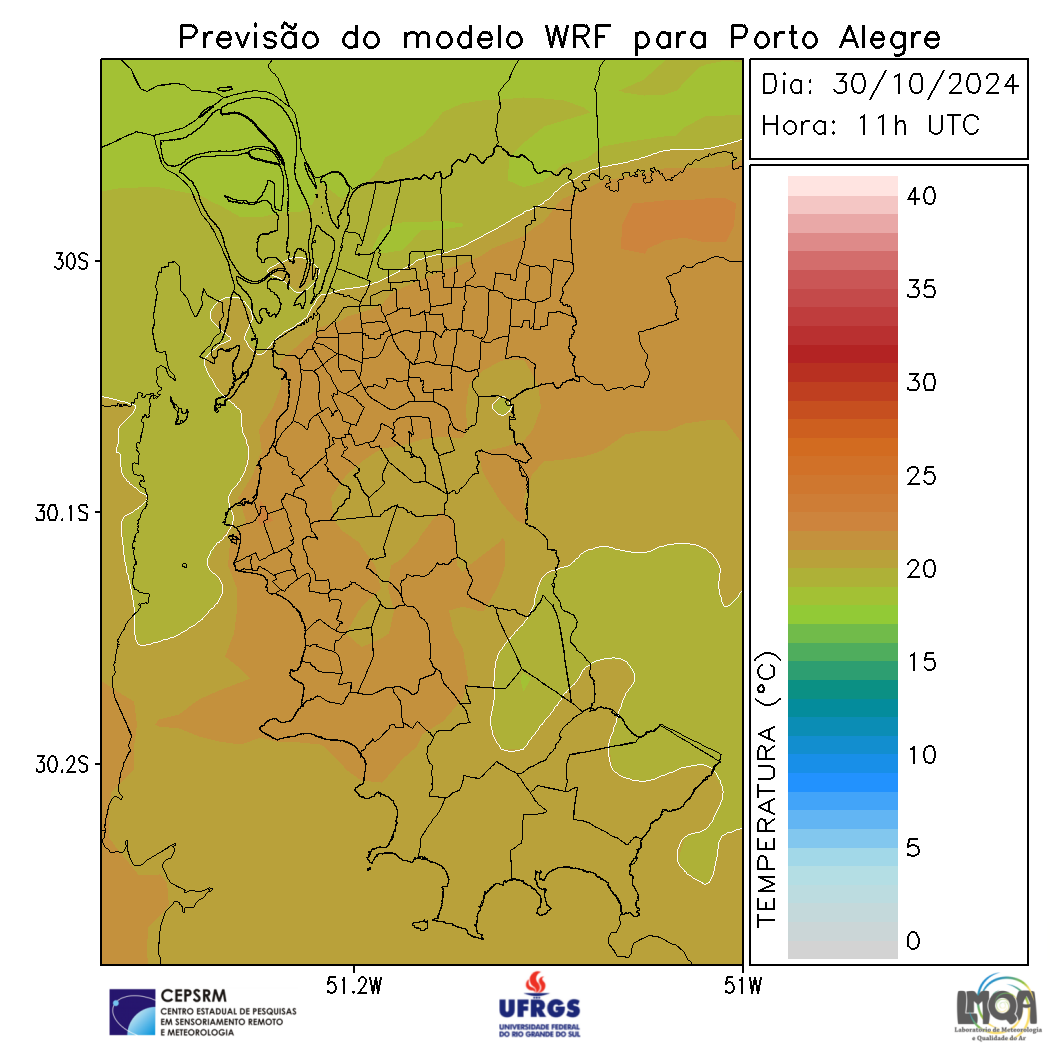 Previsão do modelo WRF para Porto Alegre
Dia: 30/10/2024
Hora: 11h UTC
30S
30.1S
30.2S
51.2W
51W
40
35
30
25
20
15
10
5
0
TEMPERATURA (°C)
CEPSRM
CENTRO ESTADUAL DE PESQUISAS
EM SENSORIAMENTO REMOTO
E METEOROLOGIA
UFRGS
UNIVERSIDADE FEDERAL
DO RIO GRANDE DO SUL
LMQA
Laboratório de Meteorologia
e Qualidade do Ar